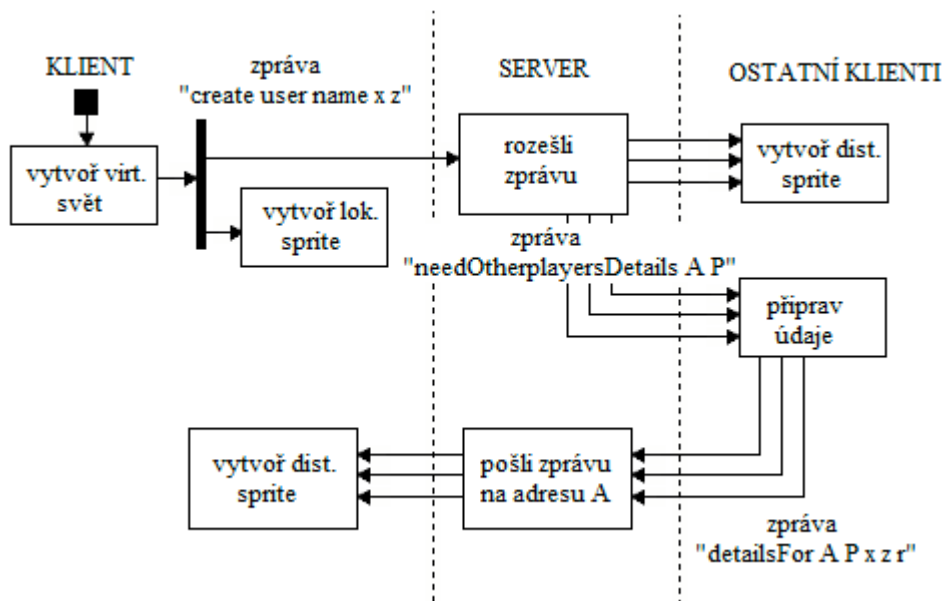 KLIENT
zpráva
"create user name x z"
SERVER
OSTATNÍ KLIENTI
vytvoř virt.
svět
rozešli
zprávu
vytvoř dist.
sprite
vytvoř lok.
sprite
zpráva
"needOtherplayersDetails A P"
připrav
údaje
vytvoř dist.
sprite
pošli zprávu
na adresu A
zpráva
"detailsFor A P x z r"